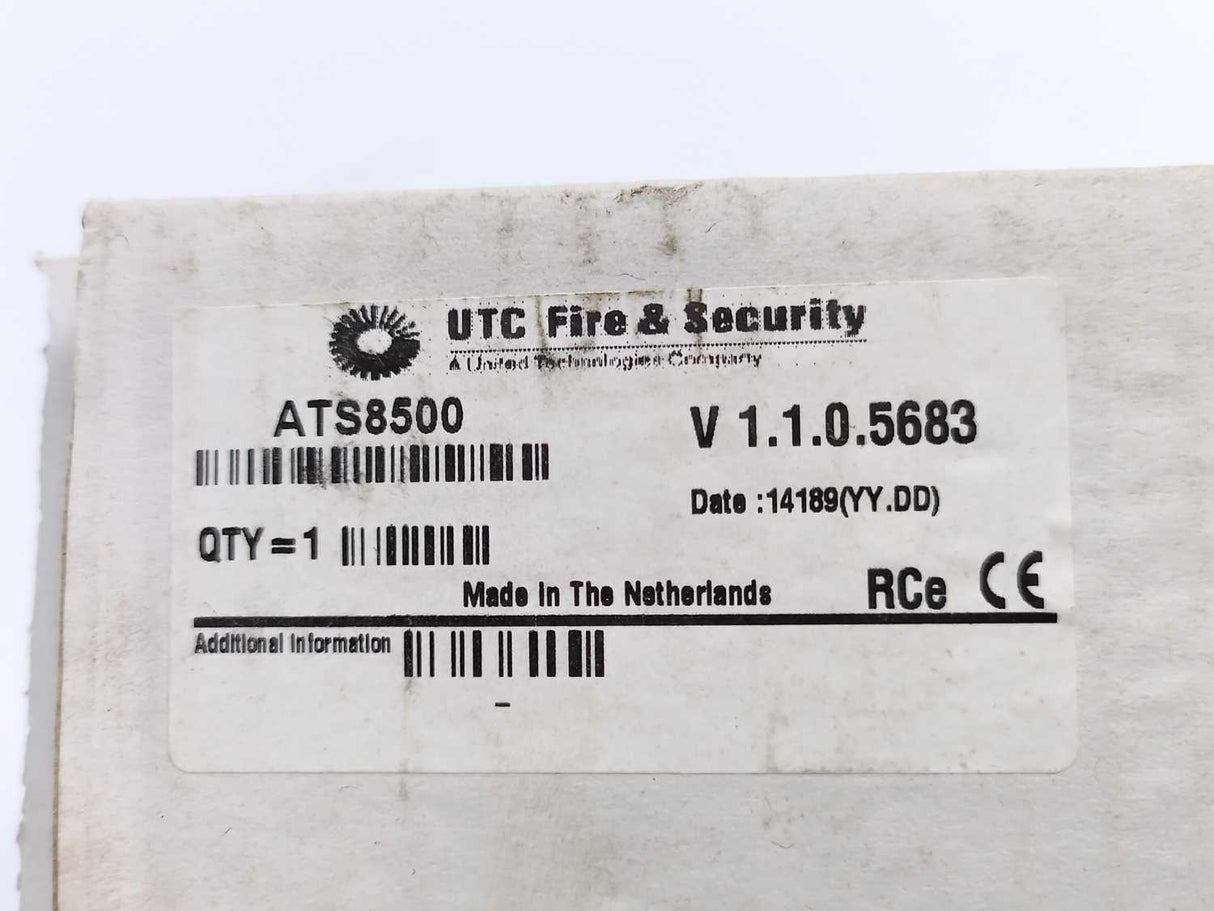 UTC Fire & Security
A United Technologies Company
ATS8500
V 1.1.0.5683
Date :14189(YY.DD)
QTY = 1
Made in The Netherlands
RCe CE
Additional Information
-